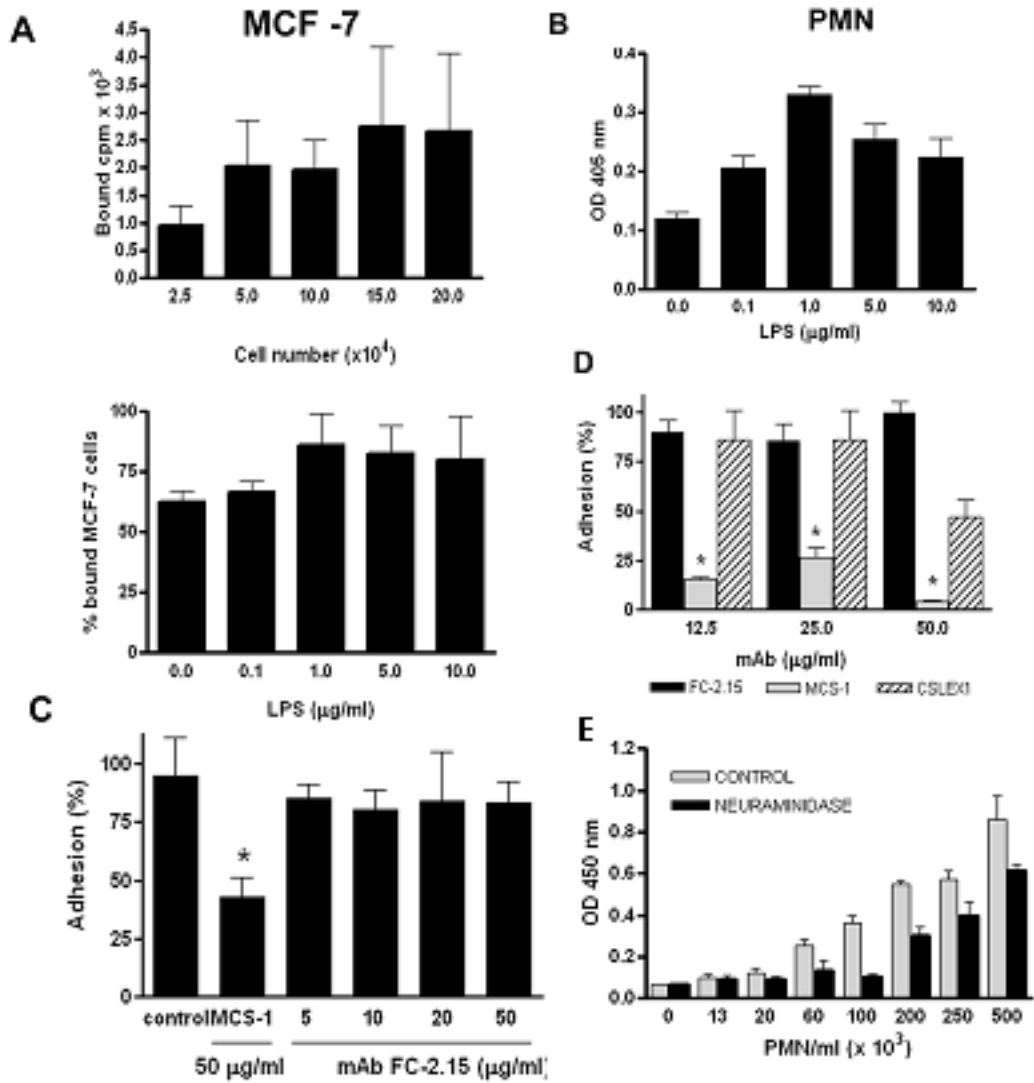 A
MCF -7
Bound cpm x 10³
4.5
4.0
3.5
3.0
2.5
2.0
1.5
1.0
0.5
0.0
2.5 5.0 10.0 15.0 20.0
Cell number (x10⁴)
B
PMN
OD 405 nm
0.4
0.3
0.2
0.1
0.0
0.0 0.1 1.0 5.0 10.0
LPS (µg/ml)
% bound MCF-7 cells
100
75
50
25
0
0.0 0.1 1.0 5.0 10.0
LPS (µg/ml)
D
Adhesion (%)
100
75
50
25
0
* * *
12.5 25.0 50.0
mAb (µg/ml)
FC-2.15 MCS-1 CSLEX1
C
Adhesion (%)
100
75
50
25
0
*
control MCS-1 5 10 20 50
50 µg/ml mAb FC-2.15 (µg/ml)
E
OD 450 nm
1.2
1.0
0.8
0.6
0.4
0.2
0.0
CONTROL
NEURAMINIDASE
0 13 20 60 100 200 250 500
PMN/ml (x 10³)